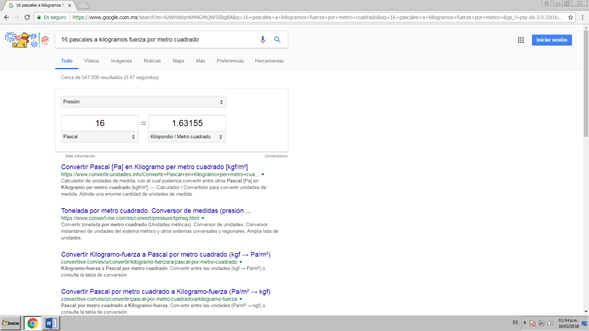 16 pascales a kilogramos f
Es seguro
https://www.google.com.mx/search?
16 pascales a kilogramos fuerza por metro cuadrado
Iniciar sesión
Todo Vídeos Imágenes Noticias Maps Más Preferencias Herramientas
Cerca de 547,000 resultados (0.47 segundos)
Presión
16 = 1.63155
Pascal Kilopondio / Metro cuadrado
Más información Comentarios
Convertir Pascal [Pa] en Kilogramo por metro cuadrado [kgf/m²]
https://www.convertir-unidades.info/Convertir+Pascal+en+Kilogramo+por+metro+cua...
Calculador de unidades de medida, con el cual podemos convertir entre otros Pascal [Pa] en
Kilogramo por metro cuadrado [kgf/m²]. --- Calculador / Convertidor para convertir unidades de
medida. Admite una enorme cantidad de unidades de medida.
Tonelada por metro cuadrado. Conversor de medidas (presión ...
https://www.convert-me.com/es/convert/pressure/tpmsq.html
Convertir tonelada por metro cuadrado (Unidades métricas), Conversor de unidades. Conversor
instantáneo de unidades del sistema métrico y otros sistemas universales y regionales. Amplia lista de
unidades.
Convertir Kilogramo-fuerza a Pascal por metro cuadrado (kgf → Pa/m²)
convertlive.com/es/u/convertir/kilogramo-fuerza/a/pascal-por-metro-cuadrado
Kilogramo-fuerza a Pascal por metro cuadrado. Convertir entre las unidades (kgf → Pa/m²) o
consulte la tabla de conversión.
Convertir Pascal por metro cuadrado a Kilogramo-fuerza (Pa/m² → kgf)
convertlive.com/es/u/convertir/pascal-por-metro-cuadrado/a/kilogramo-fuerza
Pascal por metro cuadrado a Kilogramo-fuerza. Convertir entre las unidades (Pa/m² → kgf) o
consulte la tabla de conversión.
Inicio
ES
01:54 p.m.
16/02/2018